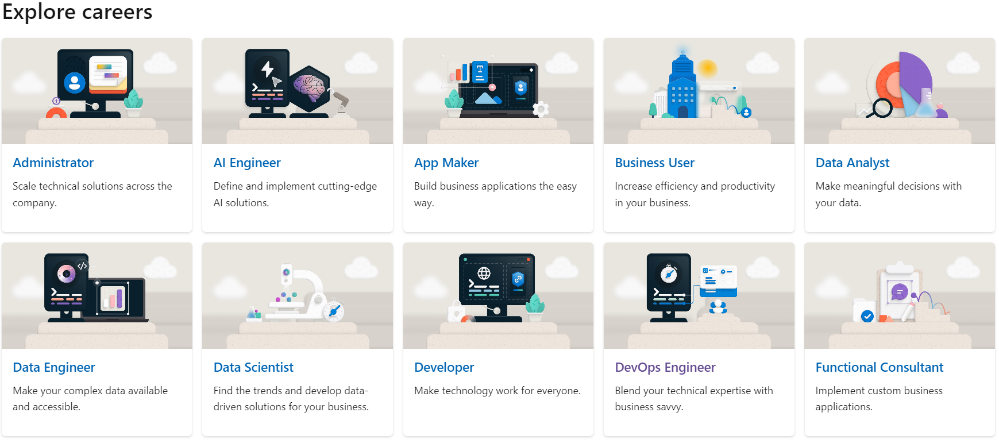 Explore careers
Administrator
Scale technical solutions across the
company.
AI Engineer
Define and implement cutting-edge
AI solutions.
App Maker
Build business applications the easy
way.
Business User
Increase efficiency and productivity
in your business.
Data Analyst
Make meaningful decisions with
your data.
Data Engineer
Make your complex data available
and accessible.
Data Scientist
Find the trends and develop data-
driven solutions for your business.
Developer
Make technology work for everyone.
DevOps Engineer
Blend your technical expertise with
business savvy.
Functional Consultant
Implement custom business
applications.